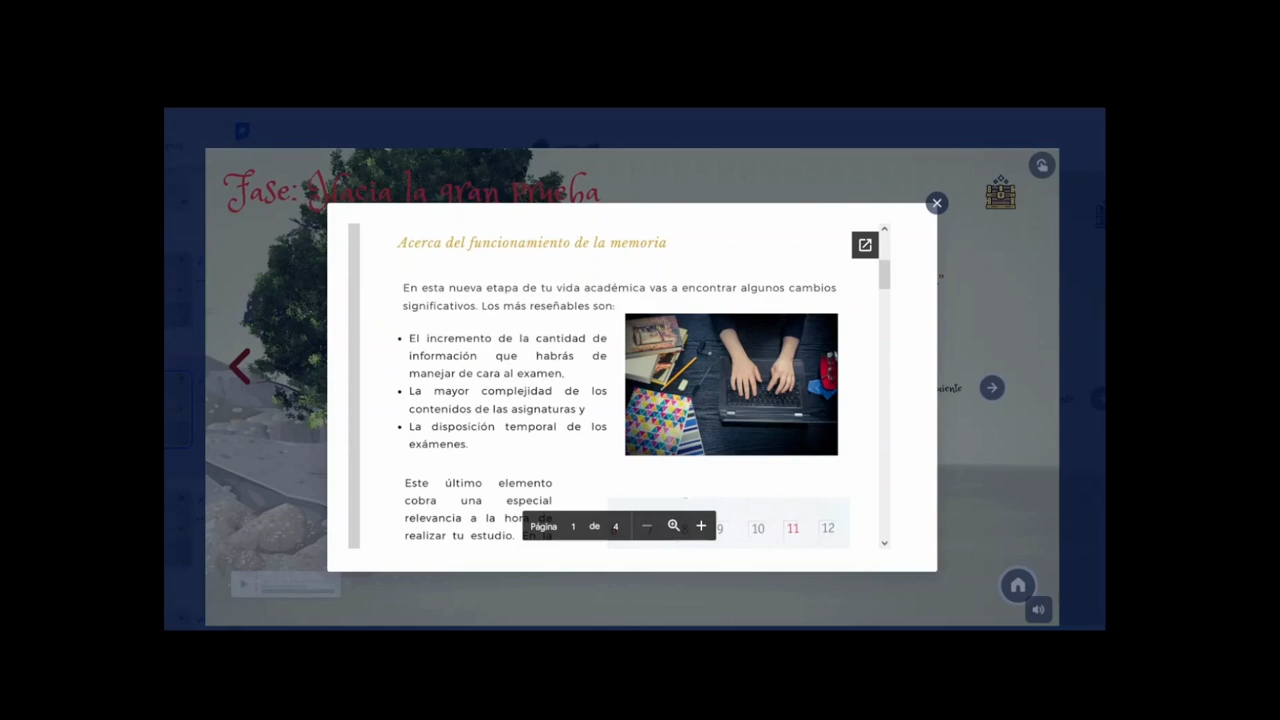 Fase: Hacia la gran prueba
Acerca del funcionamiento de la memoria
En esta nueva etapa de tu vida académica vas a encontrar algunos cambios
significativos. Los más reseñables son:
• El incremento de la cantidad de
información que habrás de
manejar de cara al examen,
• La mayor complejidad de los
contenidos de las asignaturas y
• La disposición temporal de los
exámenes.
Este último elemento
cobra una especial
relevancia a la hora de
realizar tu estudio. En la
Página 1 de 4
9 10 11 12